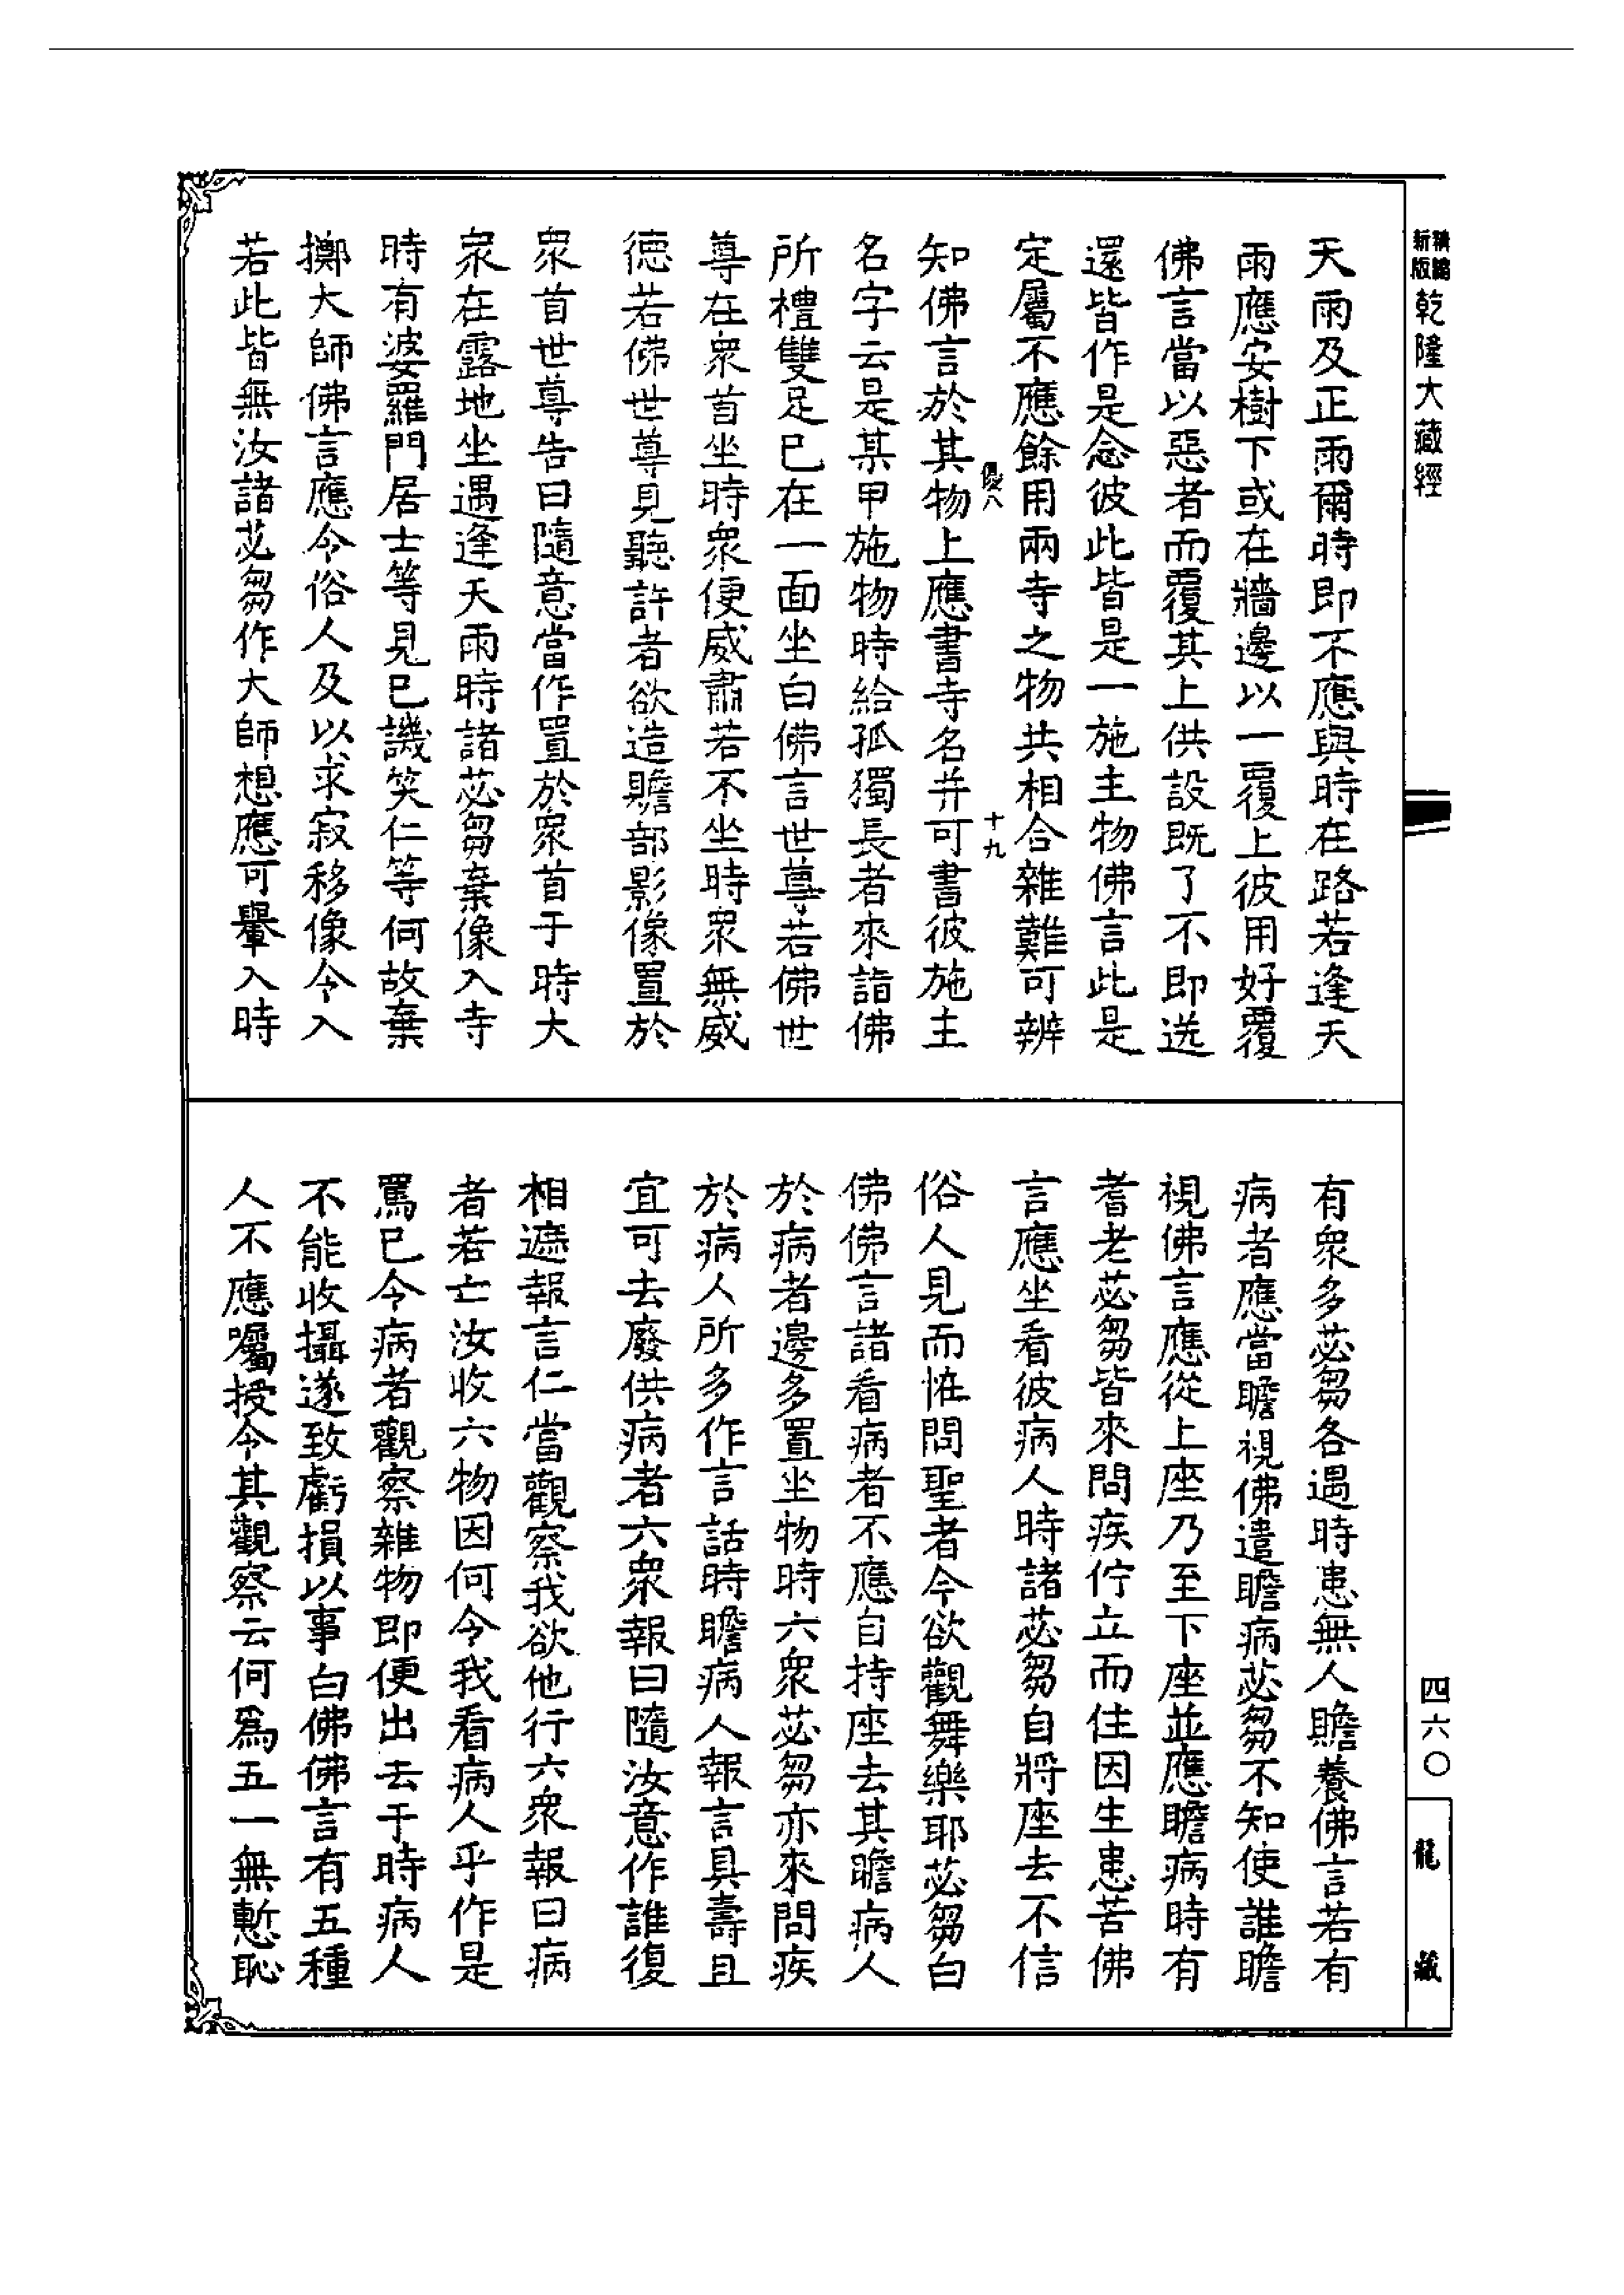 精編新版乾隆大藏經
天雨及正雨爾時即不應與時在路若逢天
雨應安樹下或在牆邊以一覆上彼用好覆
佛言當以惡者而覆其上供設既了不即送
還皆作是念彼此皆是一施主物佛言此是
定屬不應餘用兩寺之物共相合雜難可辨
優八
十九
知佛言於其物上應書寺名并可書彼施主
名字云是某甲施物時給孤獨長者來詣佛
所禮雙足已在一面坐白佛言世尊若佛世
尊在眾首坐時眾便威肅若不坐時眾無威
德若佛世尊見聽許者欲造贍部影像置於
眾首世尊告曰隨意當作置於眾首于時大
眾在露地坐遇逢天雨時諸苾芻棄像入寺
時有婆羅門居士等見已譏笑仁等何故棄
擲大師佛言應令俗人及以求寂移像令入
若此皆無汝諸苾芻作大師想應可轝入時
有眾多苾芻各遇時患無人贍養佛言若有
病者應當瞻視佛遣瞻病苾芻不知使誰瞻
視佛言應從上座乃至下座並應瞻病時有
耆老苾芻皆來問疾佇立而住因生患苦佛
言應坐看彼病人時諸苾芻自將座去不信
俗人見而怪問聖者今欲觀舞樂耶苾芻白
佛佛言諸看病者不應自持座去其瞻病人
於病者邊多置坐物時六眾苾芻亦來問疾
於病人所多作言話時瞻病人報言具壽且
宜可去廢供病者六眾報曰隨汝意作誰復
相遮報言仁當觀察我欲他行六眾報曰病
者若亡汝收六物因何令我看病人乎作是
罵已令病者觀察雜物即便出去于時病人
不能收攝遂致虧損以事白佛佛言有五種
人不應囑授令其觀察云何為五一無慙恥
四六〇
龍藏